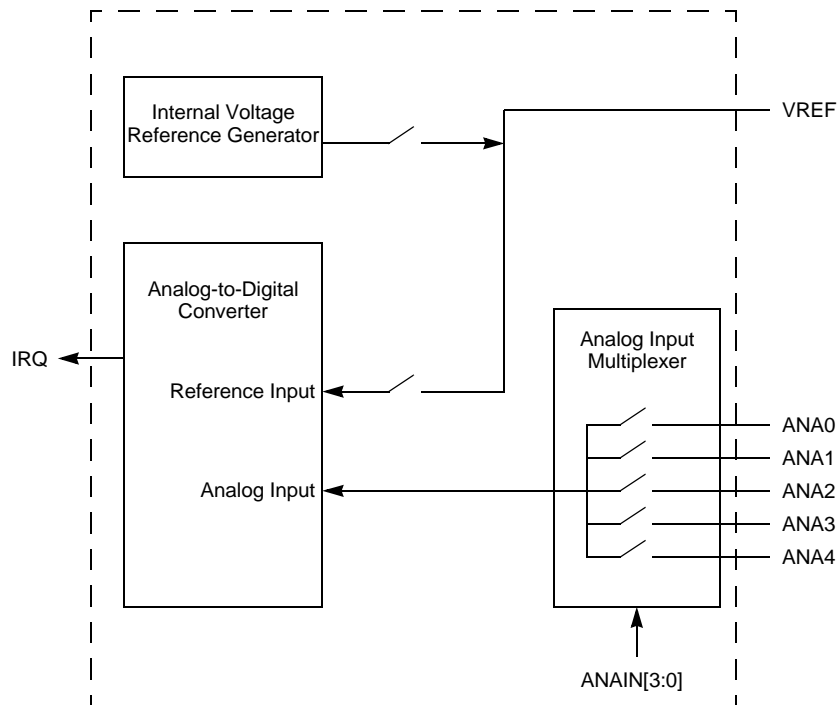 Internal Voltage
Reference Generator
VREF
Analog-to-Digital
Converter
IRQ
Reference Input
Analog Input
Analog Input
Multiplexer
ANA0
ANA1
ANA2
ANA3
ANA4
ANAIN[3:0]